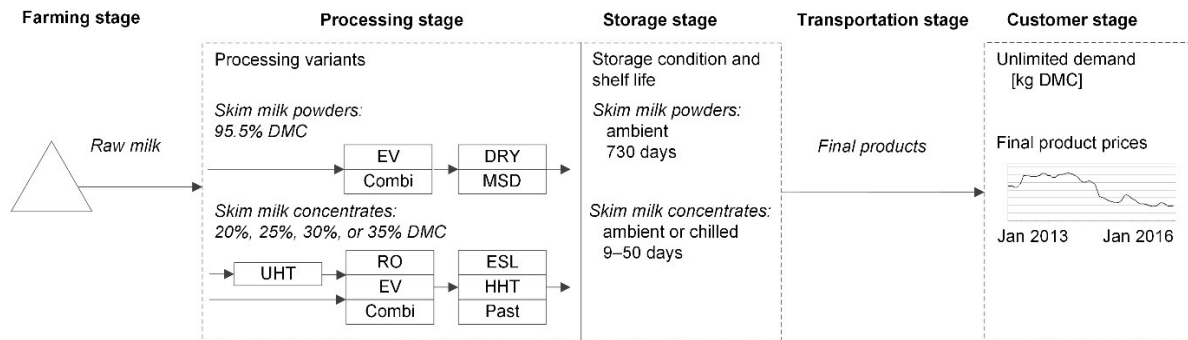 Farming stage
Processing stage
Storage stage
Transportation stage
Customer stage
Raw milk
Processing variants
Skim milk powders:
95.5% DMC
EV
Combi
DRY
MSD
Skim milk concentrates:
20%, 25%, 30%, or 35% DMC
UHT
RO
EV
Combi
ESL
HHT
Past
Storage condition and
shelf life
Skim milk powders:
ambient
730 days
Skim milk concentrates:
ambient or chilled
9–50 days
Final products
Unlimited demand
[kg DMC]
Final product prices
Jan 2013
Jan 2016